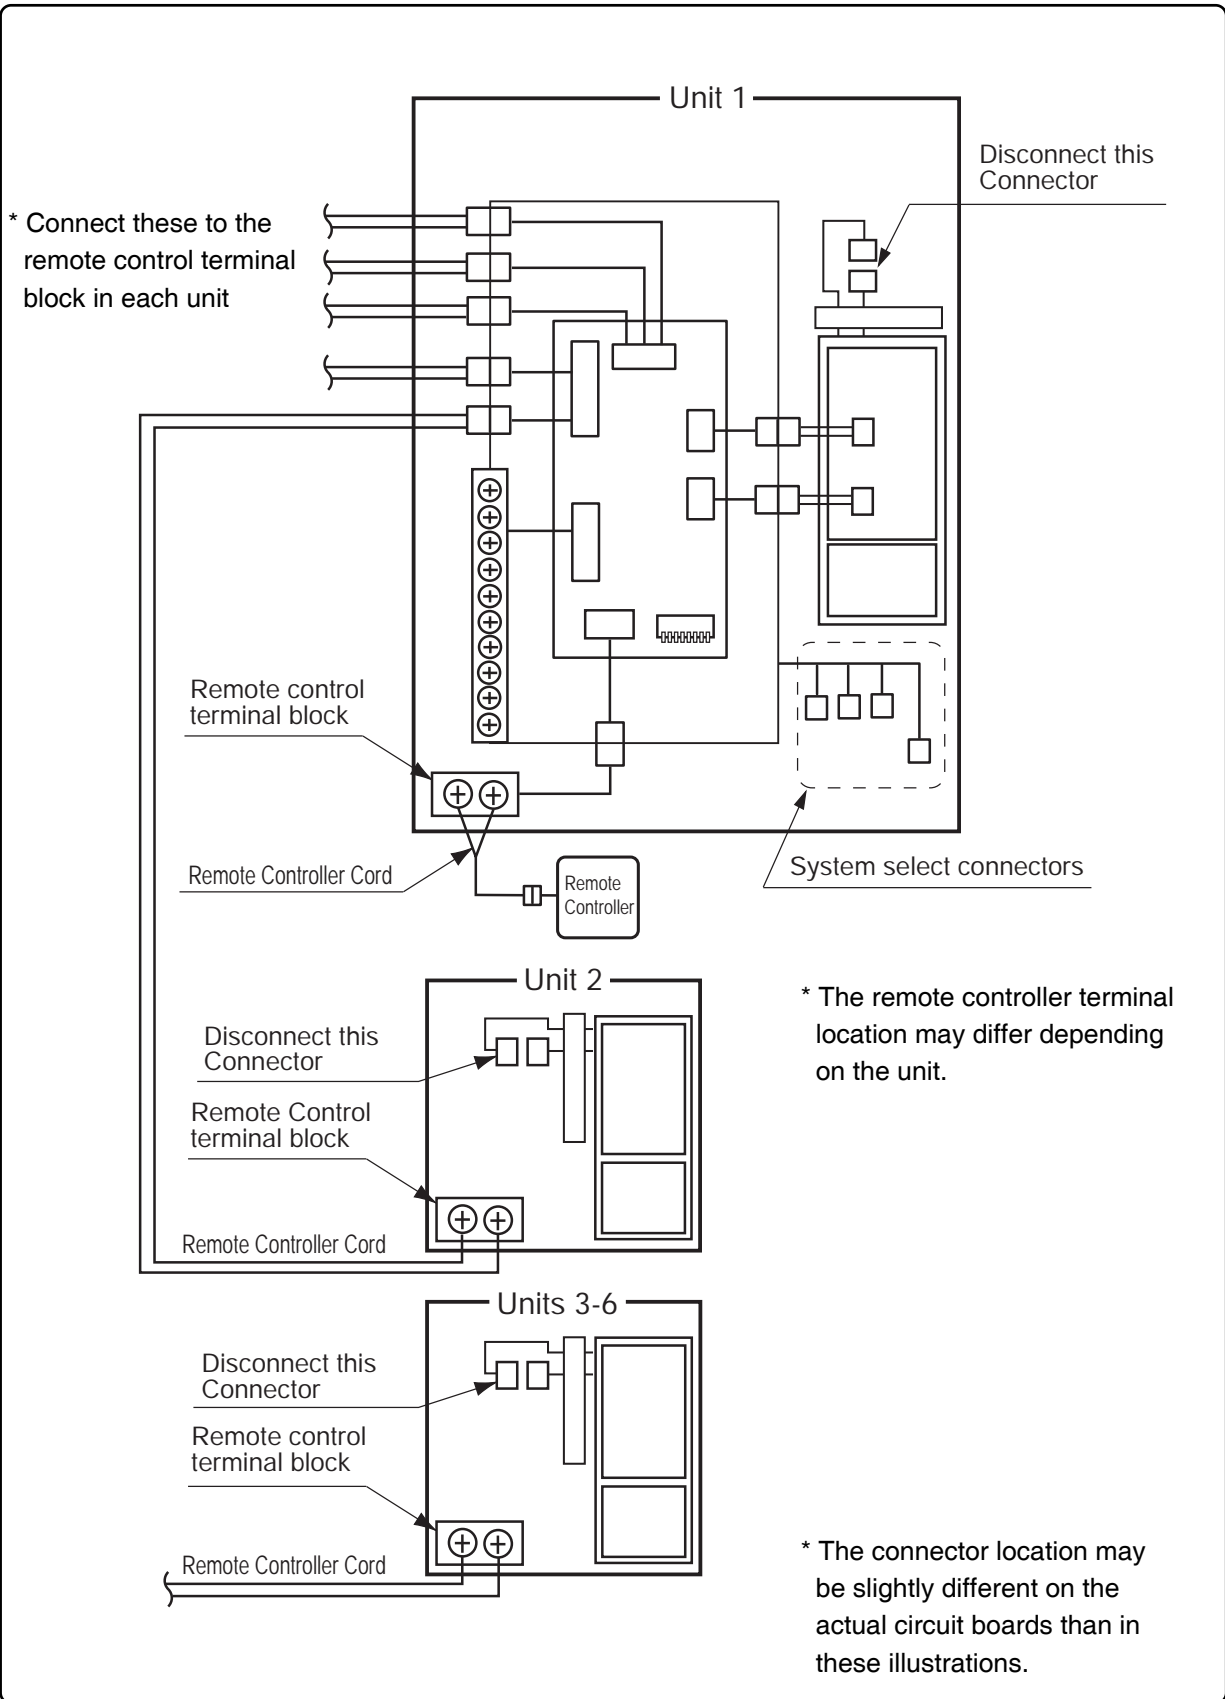 Unit 1
Disconnect this
Connector
* Connect these to the
remote control terminal
block in each unit
Remote control
terminal block
Remote Controller Cord
Remote
Controller
System select connectors
Unit 2
* The remote controller terminal
location may differ depending
on the unit.
Disconnect this
Connector
Remote Control
terminal block
Remote Controller Cord
Units 3-6
Disconnect this
Connector
Remote control
terminal block
Remote Controller Cord
* The connector location may
be slightly different on the
actual circuit boards than in
these illustrations.